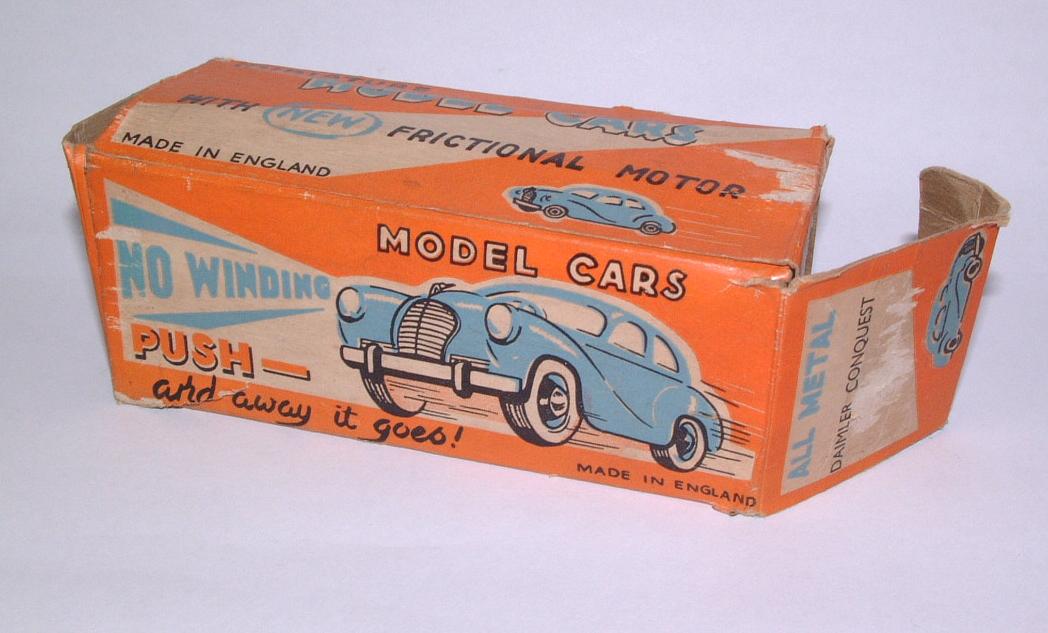 MINIATURE
MODEL CARS
WITH NEW FRICTIONAL MOTOR
MADE IN ENGLAND
MODEL CARS
NO WINDING
PUSH—
and away it goes!
MADE IN ENGLAND
ALL METAL
DAIMLER CONQUEST